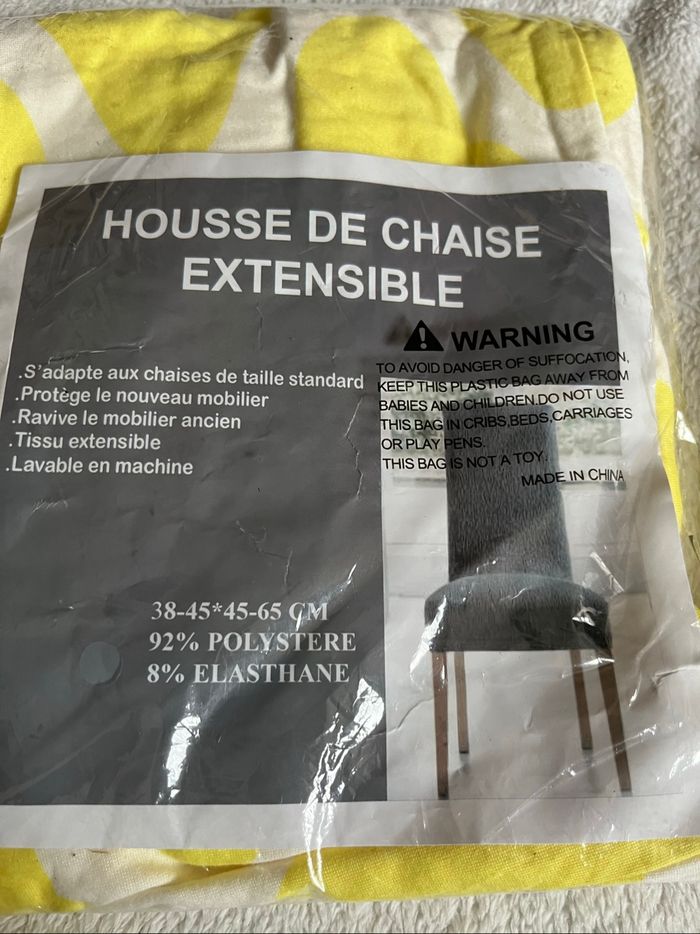 HOUSSE DE CHAISE
EXTENSIBLE
.S'adapte aux chaises de taille standard
.Protège le nouveau mobilier
.Ravive le mobilier ancien
.Tissu extensible
.Lavable en machine
WARNING
TO AVOID DANGER OF SUFFOCATION,
KEEP THIS PLASTIC BAG AWAY FROM
BABIES AND CHILDREN.DO NOT USE
THIS BAG IN CRIBS,BEDS,CARRIAGES
OR PLAY PENS.
THIS BAG IS NOT A TOY.
MADE IN CHINA
38-45*45-65 CM
92% POLYSTERE
8% ELASTHANE